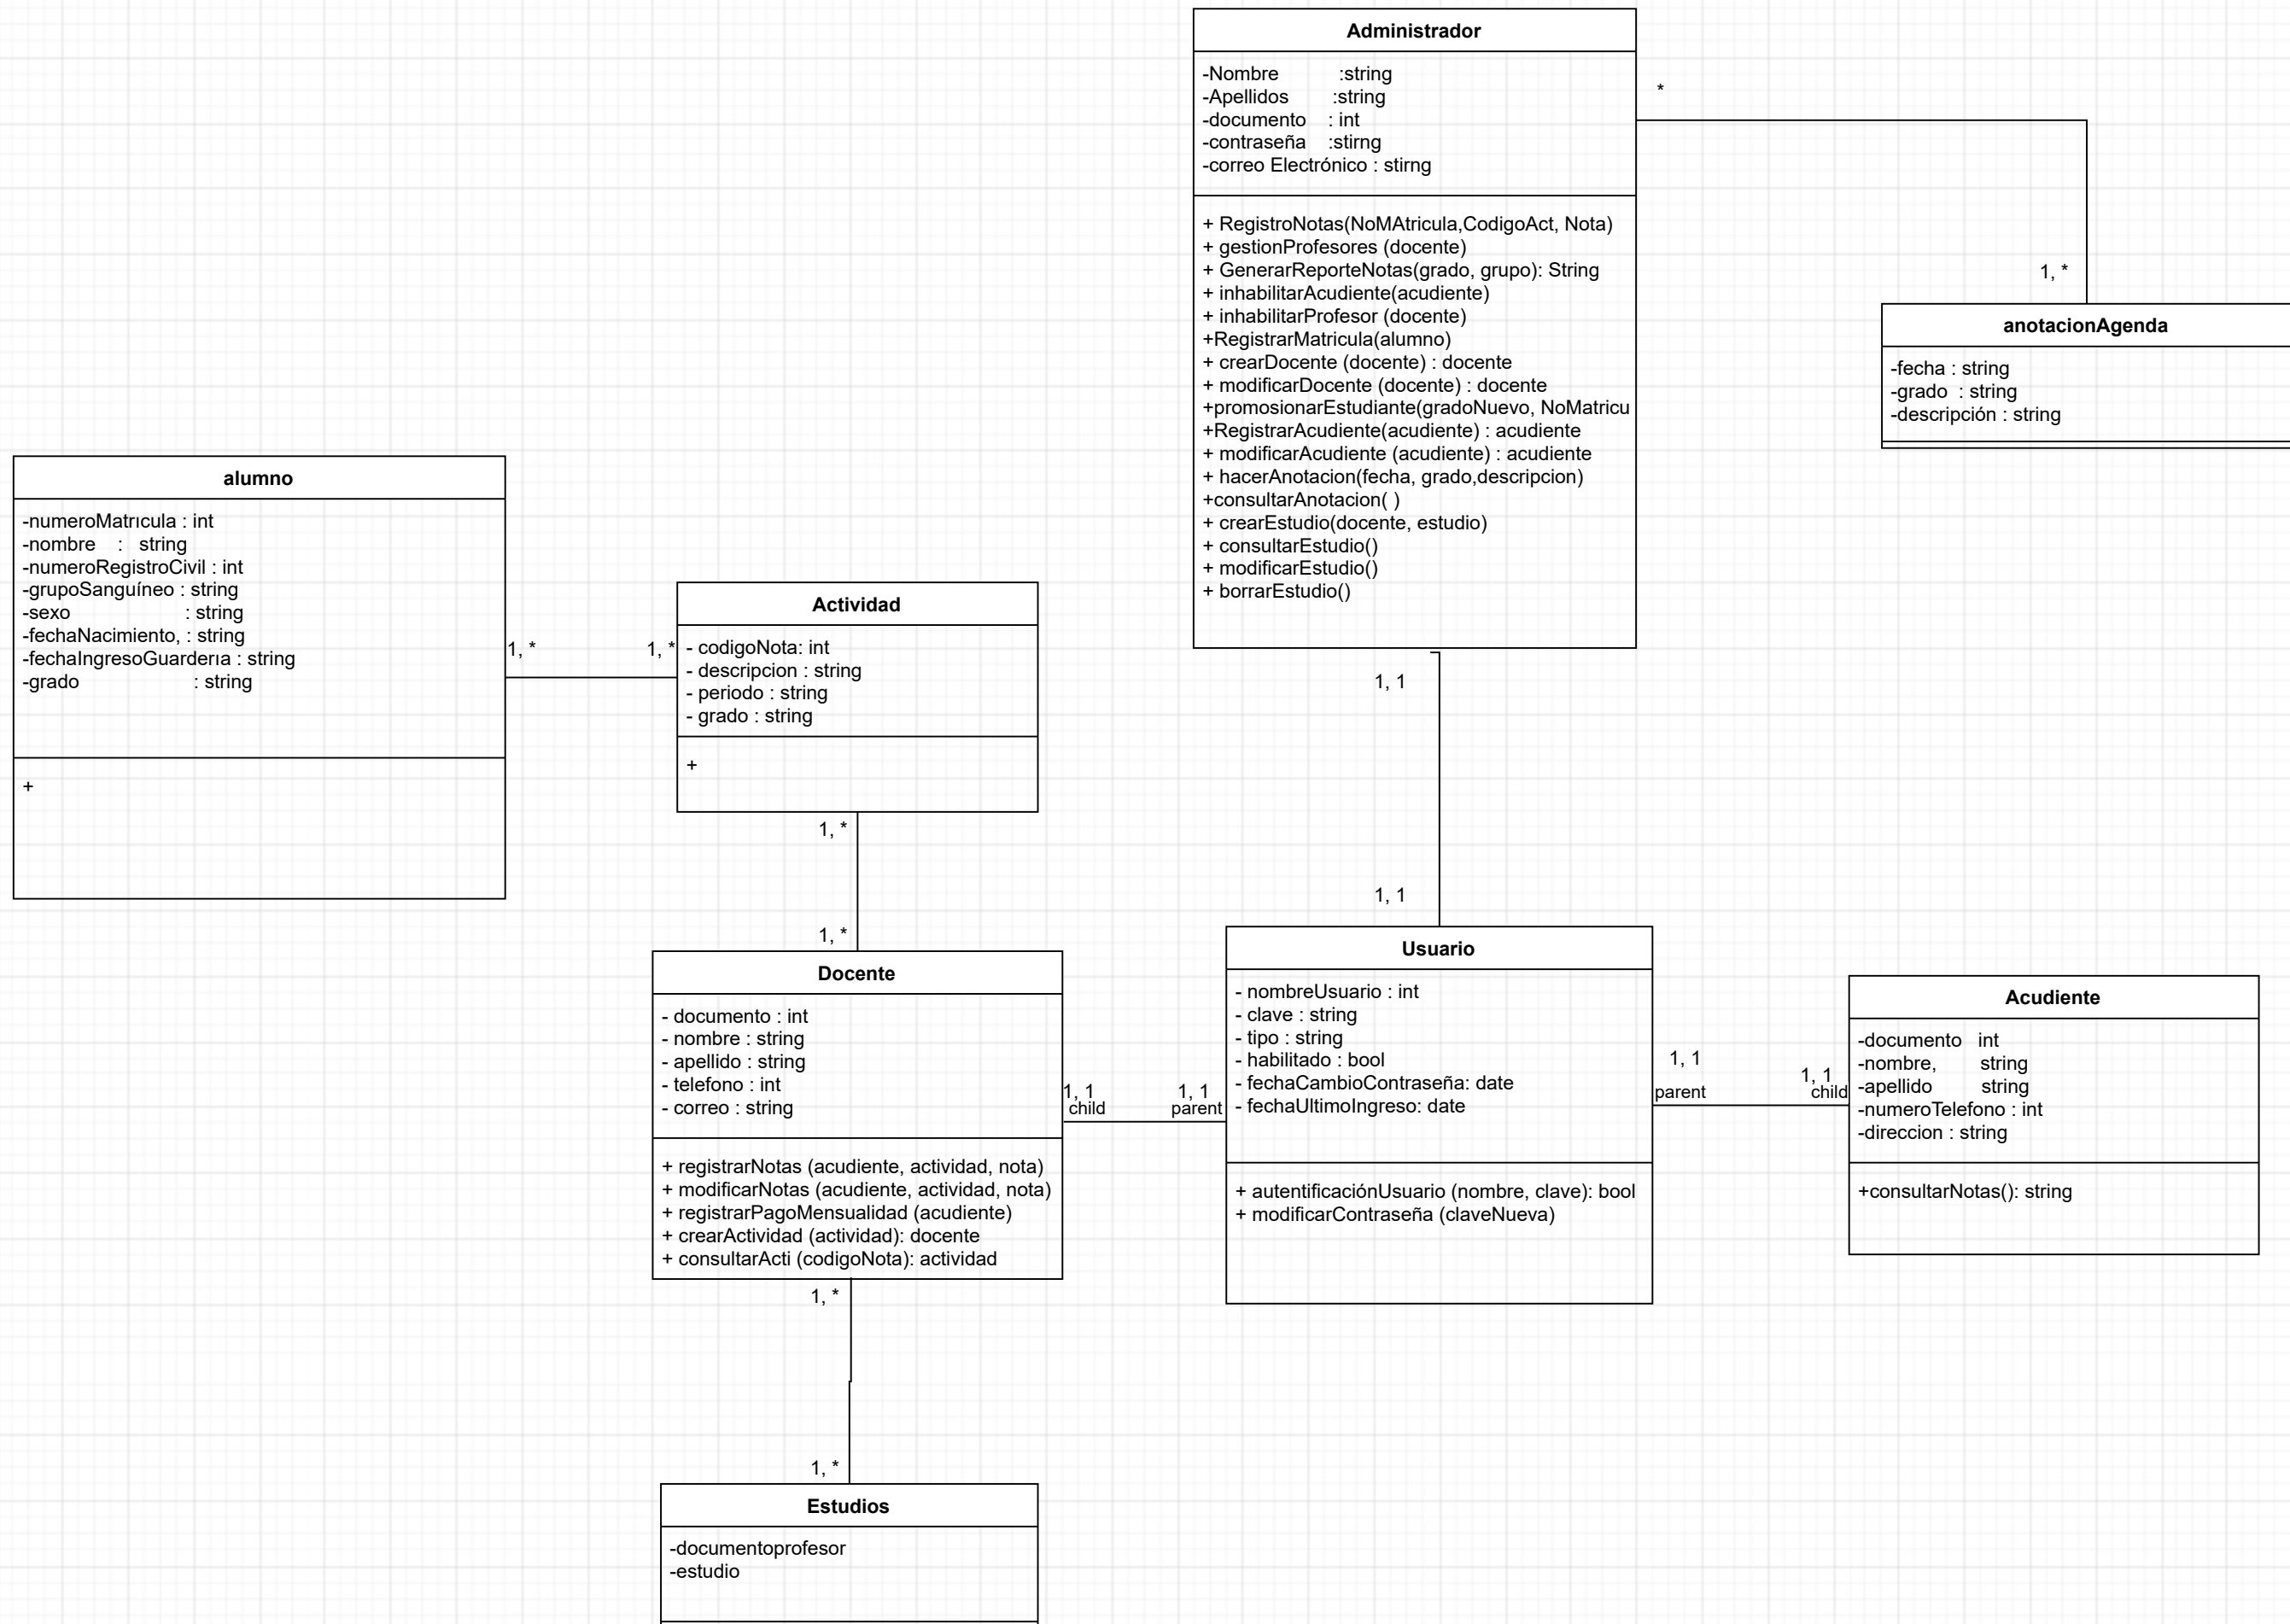 Administrador
-Nombre :string
-Apellidos :string
-documento : int
-contraseña :stirng
-correo Electrónico : stirng
+ RegistroNotas(NoMAtricula,CodigoAct, Nota)
+ gestionProfesores (docente)
+ GenerarReporteNotas(grado, grupo): String
+ inhabilitarAcudiente(acudiente)
+ inhabilitarProfesor (docente)
+RegistrarMatricula(alumno)
+ crearDocente (docente) : docente
+ modificarDocente (docente) : docente
+promosionarEstudiante(gradoNuevo, NoMatricu
+RegistrarAcudiente(acudiente) : acudiente
+ modificarAcudiente (acudiente) : acudiente
+ hacerAnotacion(fecha, grado,descripcion)
+consultarAnotacion( )
+ crearEstudio(docente, estudio)
+ consultarEstudio()
+ modificarEstudio()
+ borrarEstudio()
*
1, *
anotacionAgenda
-fecha : string
-grado : string
-descripción : string
alumno
-numeroMatrıcula : int
-nombre : string
-numeroRegistroCivil : int
-grupoSanguíneo : string
-sexo : string
-fechaNacimiento, : string
-fechaIngresoGuarderıa : string
-grado : string
+
1, *
1, *
Actividad
- codigoNota: int
- descripcion : string
- periodo : string
- grado : string
+
1, *
1, *
1, 1
1, 1
Docente
- documento : int
- nombre : string
- apellido : string
- telefono : int
- correo : string
+ registrarNotas (acudiente, actividad, nota)
+ modificarNotas (acudiente, actividad, nota)
+ registrarPagoMensualidad (acudiente)
+ crearActividad (actividad): docente
+ consultarActi (codigoNota): actividad
1, 1
child
1, 1
parent
Usuario
- nombreUsuario : int
- clave : string
- tipo : string
- habilitado : bool
- fechaCambioContraseña: date
- fechaUltimoIngreso: date
+ autentificaciónUsuario (nombre, clave): bool
+ modificarContraseña (claveNueva)
1, 1
parent
1, 1
child
Acudiente
-documento int
-nombre, string
-apellido string
-numeroTelefono : int
-direccion : string
+consultarNotas(): string
1, *
1, *
Estudios
-documentoprofesor
-estudio